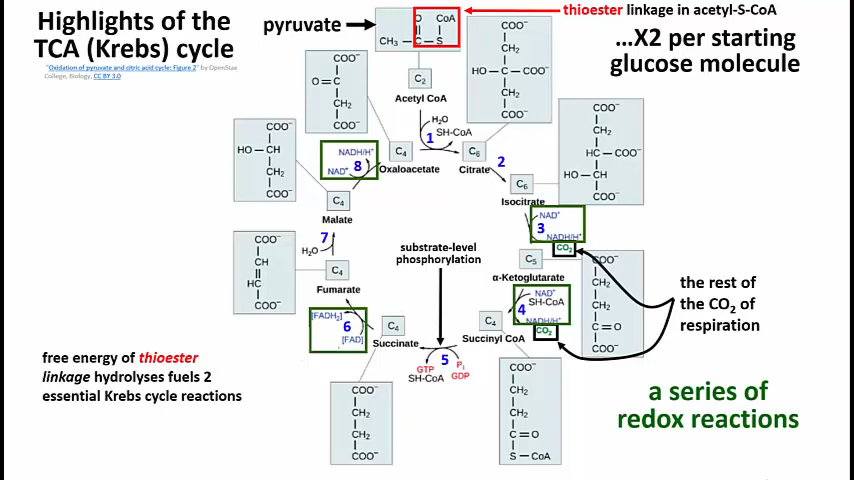 Highlights of the
TCA (Krebs) cycle
"Oxidation of pyruvate and citric acid cycle: Figure 2" by OpenStax
College, Biology, CC BY 3.0
pyruvate
O CoA
CH₃ — C — S
thioester linkage in acetyl-S-CoA
...X2 per starting
glucose molecule
C₂
Acetyl CoA
H₂O
SH-CoA
1
COO⁻
O = C
CH₂
COO⁻
C₄
Oxaloacetate
COO⁻
CH₂
HO — C — COO⁻
CH₂
COO⁻
C₆
Citrate
2
COO⁻
CH₂
HC — COO⁻
HO — CH
COO⁻
C₆
Isocitrate
NAD⁺
3
NADH/H⁺
CO₂
COO⁻
CH₂
CH₂
C = O
COO⁻
C₅
α-Ketoglutarate
NAD⁺
SH-CoA
4
NADH/H⁺
CO₂
the rest of
the CO₂ of
respiration
C₄
Succinyl CoA
COO⁻
CH₂
CH₂
C = O
S — CoA
substrate-level
phosphorylation
5
GTP
SH-CoA
Pᵢ
GDP
C₄
Succinate
COO⁻
CH₂
CH₂
COO⁻
[FADH₂]
6
[FAD]
C₄
Fumarate
COO⁻
CH
HC
COO⁻
H₂O
7
C₄
Malate
COO⁻
HO — CH
CH₂
COO⁻
NADH/H⁺
NAD⁺
8
free energy of thioester
linkage hydrolyses fuels 2
essential Krebs cycle reactions
a series of
redox reactions